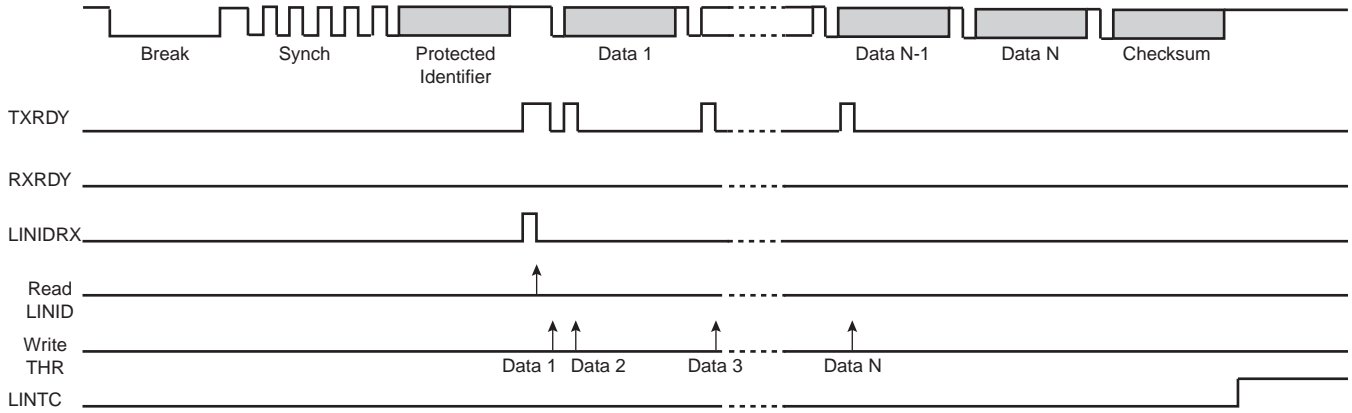 Break Synch Protected Data 1 Data N-1 Data N Checksum
Identifier
TXRDY
RXRDY
LINIDRX
Read
LINID
Write
THR
Data 1 Data 2 Data 3 Data N
LINTC